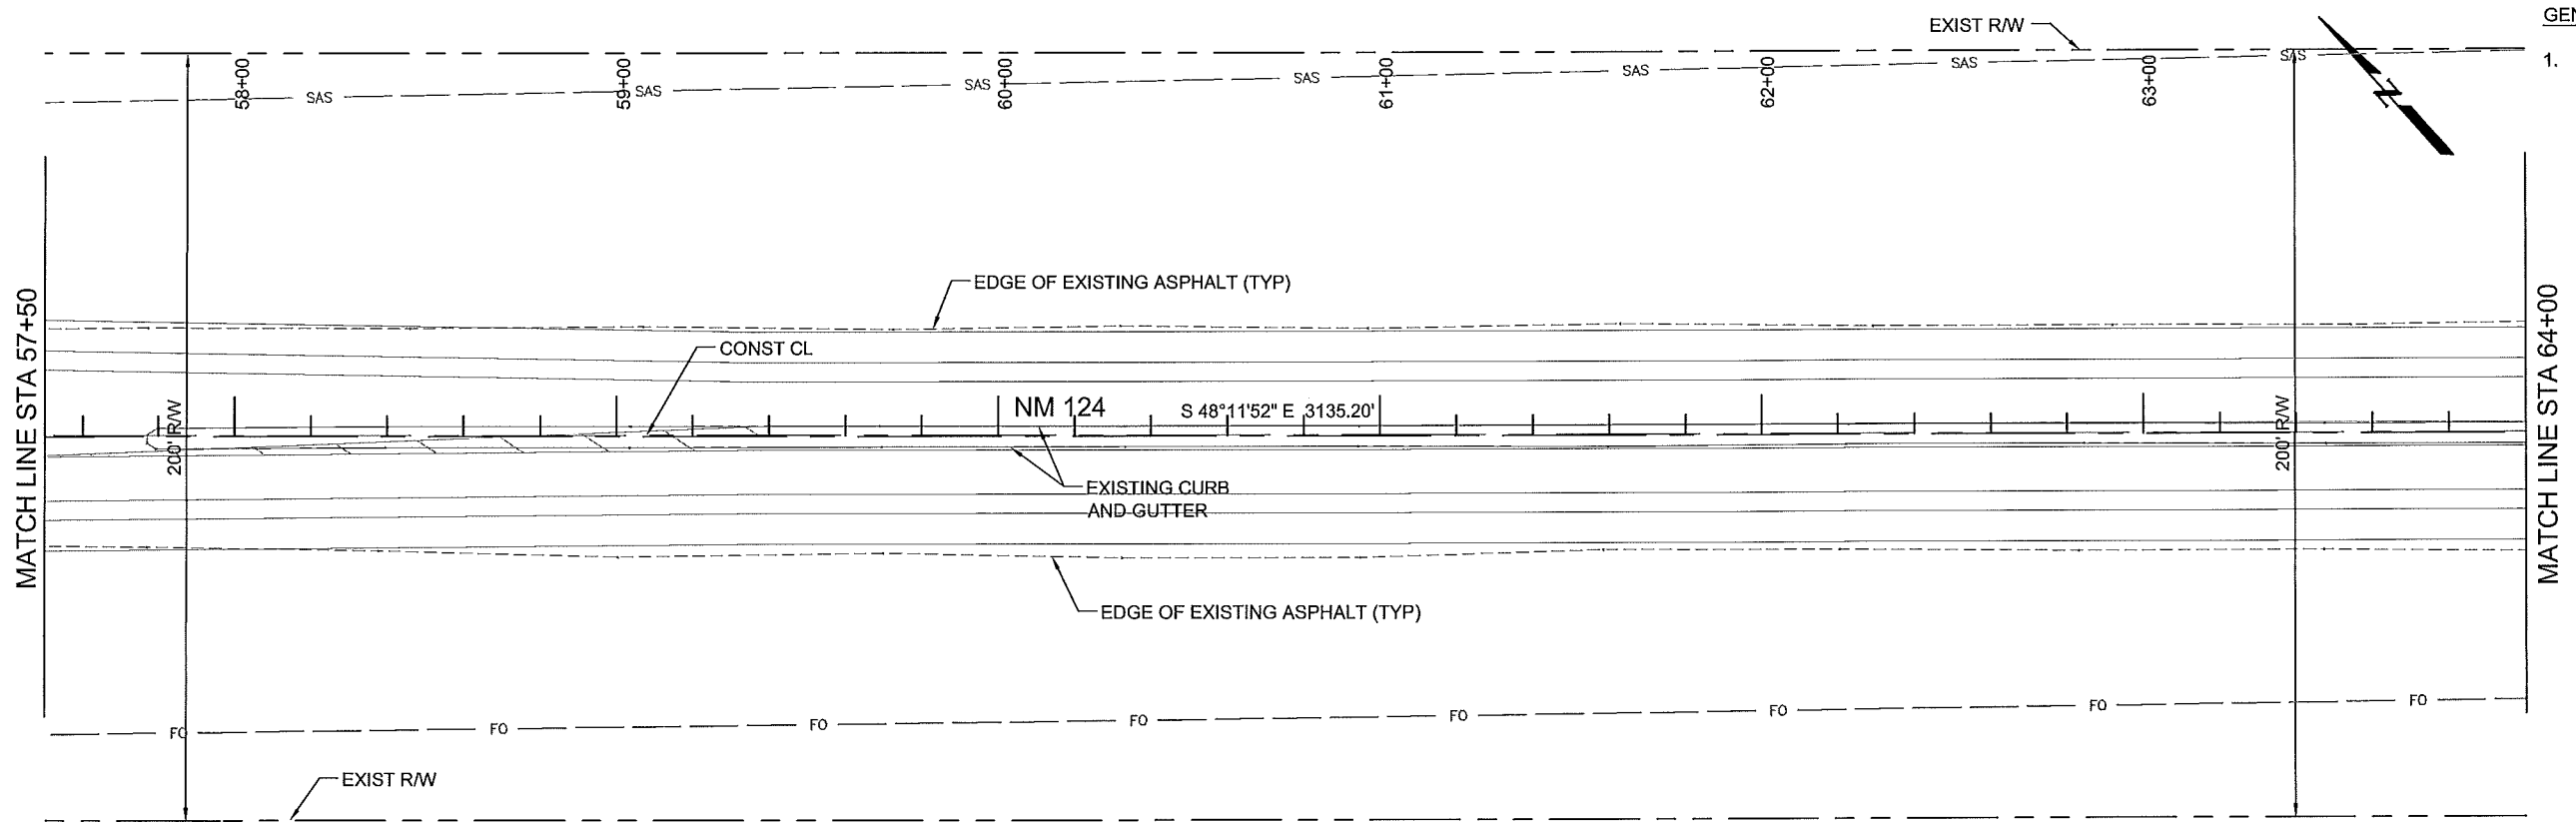 EXIST R/W
GEN
1.
SAS SAS SAS SAS SAS SAS SAS
58+00 59+00 60+00 61+00 62+00 63+00
N
EDGE OF EXISTING ASPHALT (TYP)
CONST CL
MATCH LINE STA 57+50
MATCH LINE STA 64+00
NM 124
S 48°11'52" E 3135.20'
200' R/W
200' R/W
EXISTING CURB
AND GUTTER
EDGE OF EXISTING ASPHALT (TYP)
FO FO FO FO FO FO FO FO
EXIST R/W